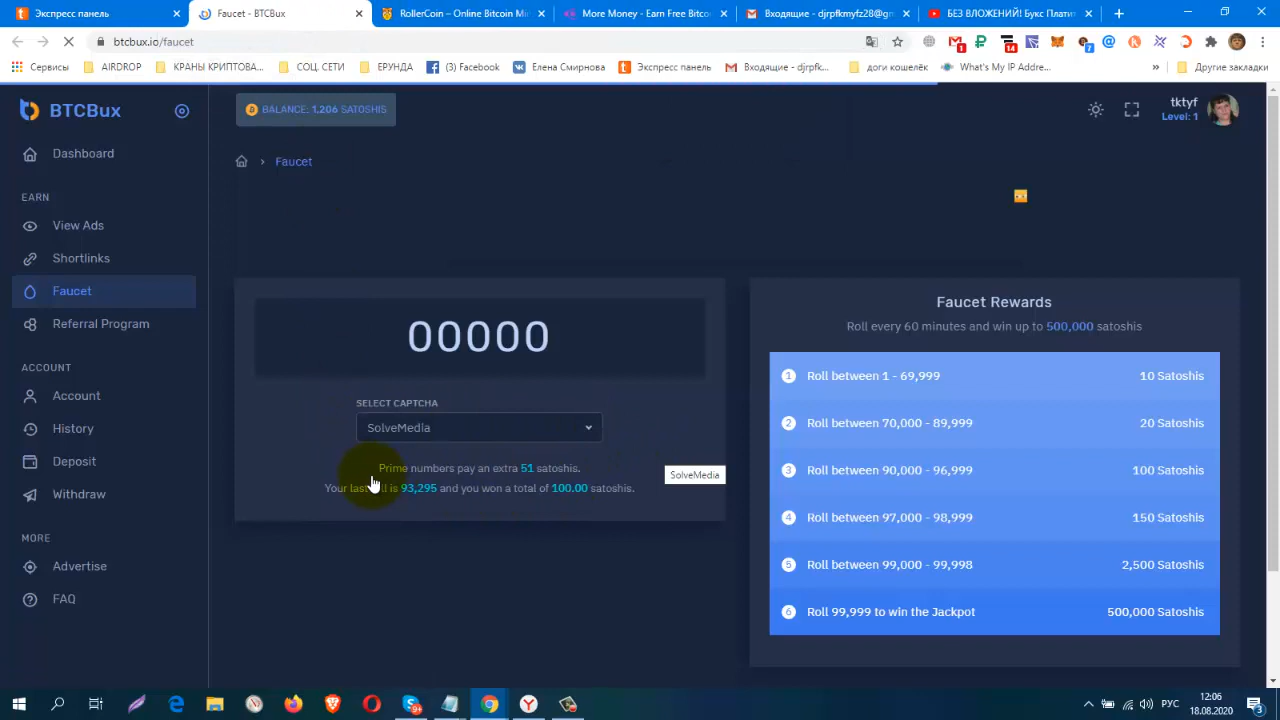 Экспресс панель
Faucet - BTCBux
RollerCoin – Online Bitcoin Mi
More Money - Earn Free Bitco
Входящие - djrpfkmyfz28@gm
БЕЗ ВЛОЖЕНИЙ! Букс Платит
btcbux.io/faucet
1
14
7
Сервисы
AIRDROP
КРАНЫ КРИПТОВА...
СОЦ. СЕТИ
ЕРУНДА
(3) Facebook
Елена Смирнова
Экспресс панель
Входящие - djrpfk...
доги кошелёк
What's My IP Addre...
»
Другие закладки
BTCBux
BALANCE: 1.206 SATOSHIS
tktyf
Level: 1
Dashboard
Faucet
EARN
View Ads
Shortlinks
Faucet
Referral Program
ACCOUNT
Account
History
Deposit
Withdraw
MORE
Advertise
FAQ
00000
SELECT CAPTCHA
SolveMedia
Prime numbers pay an extra 51 satoshis.
SolveMedia
Your last roll is 93,295 and you won a total of 100.00 satoshis.
Faucet Rewards
Roll every 60 minutes and win up to 500,000 satoshis
1 Roll between 1 - 69,999 10 Satoshis
2 Roll between 70,000 - 89,999 20 Satoshis
3 Roll between 90,000 - 96,999 100 Satoshis
4 Roll between 97,000 - 98,999 150 Satoshis
5 Roll between 99,000 - 99,998 2,500 Satoshis
6 Roll 99,999 to win the Jackpot 500,000 Satoshis
РУС
12:06
18.08.2020
3